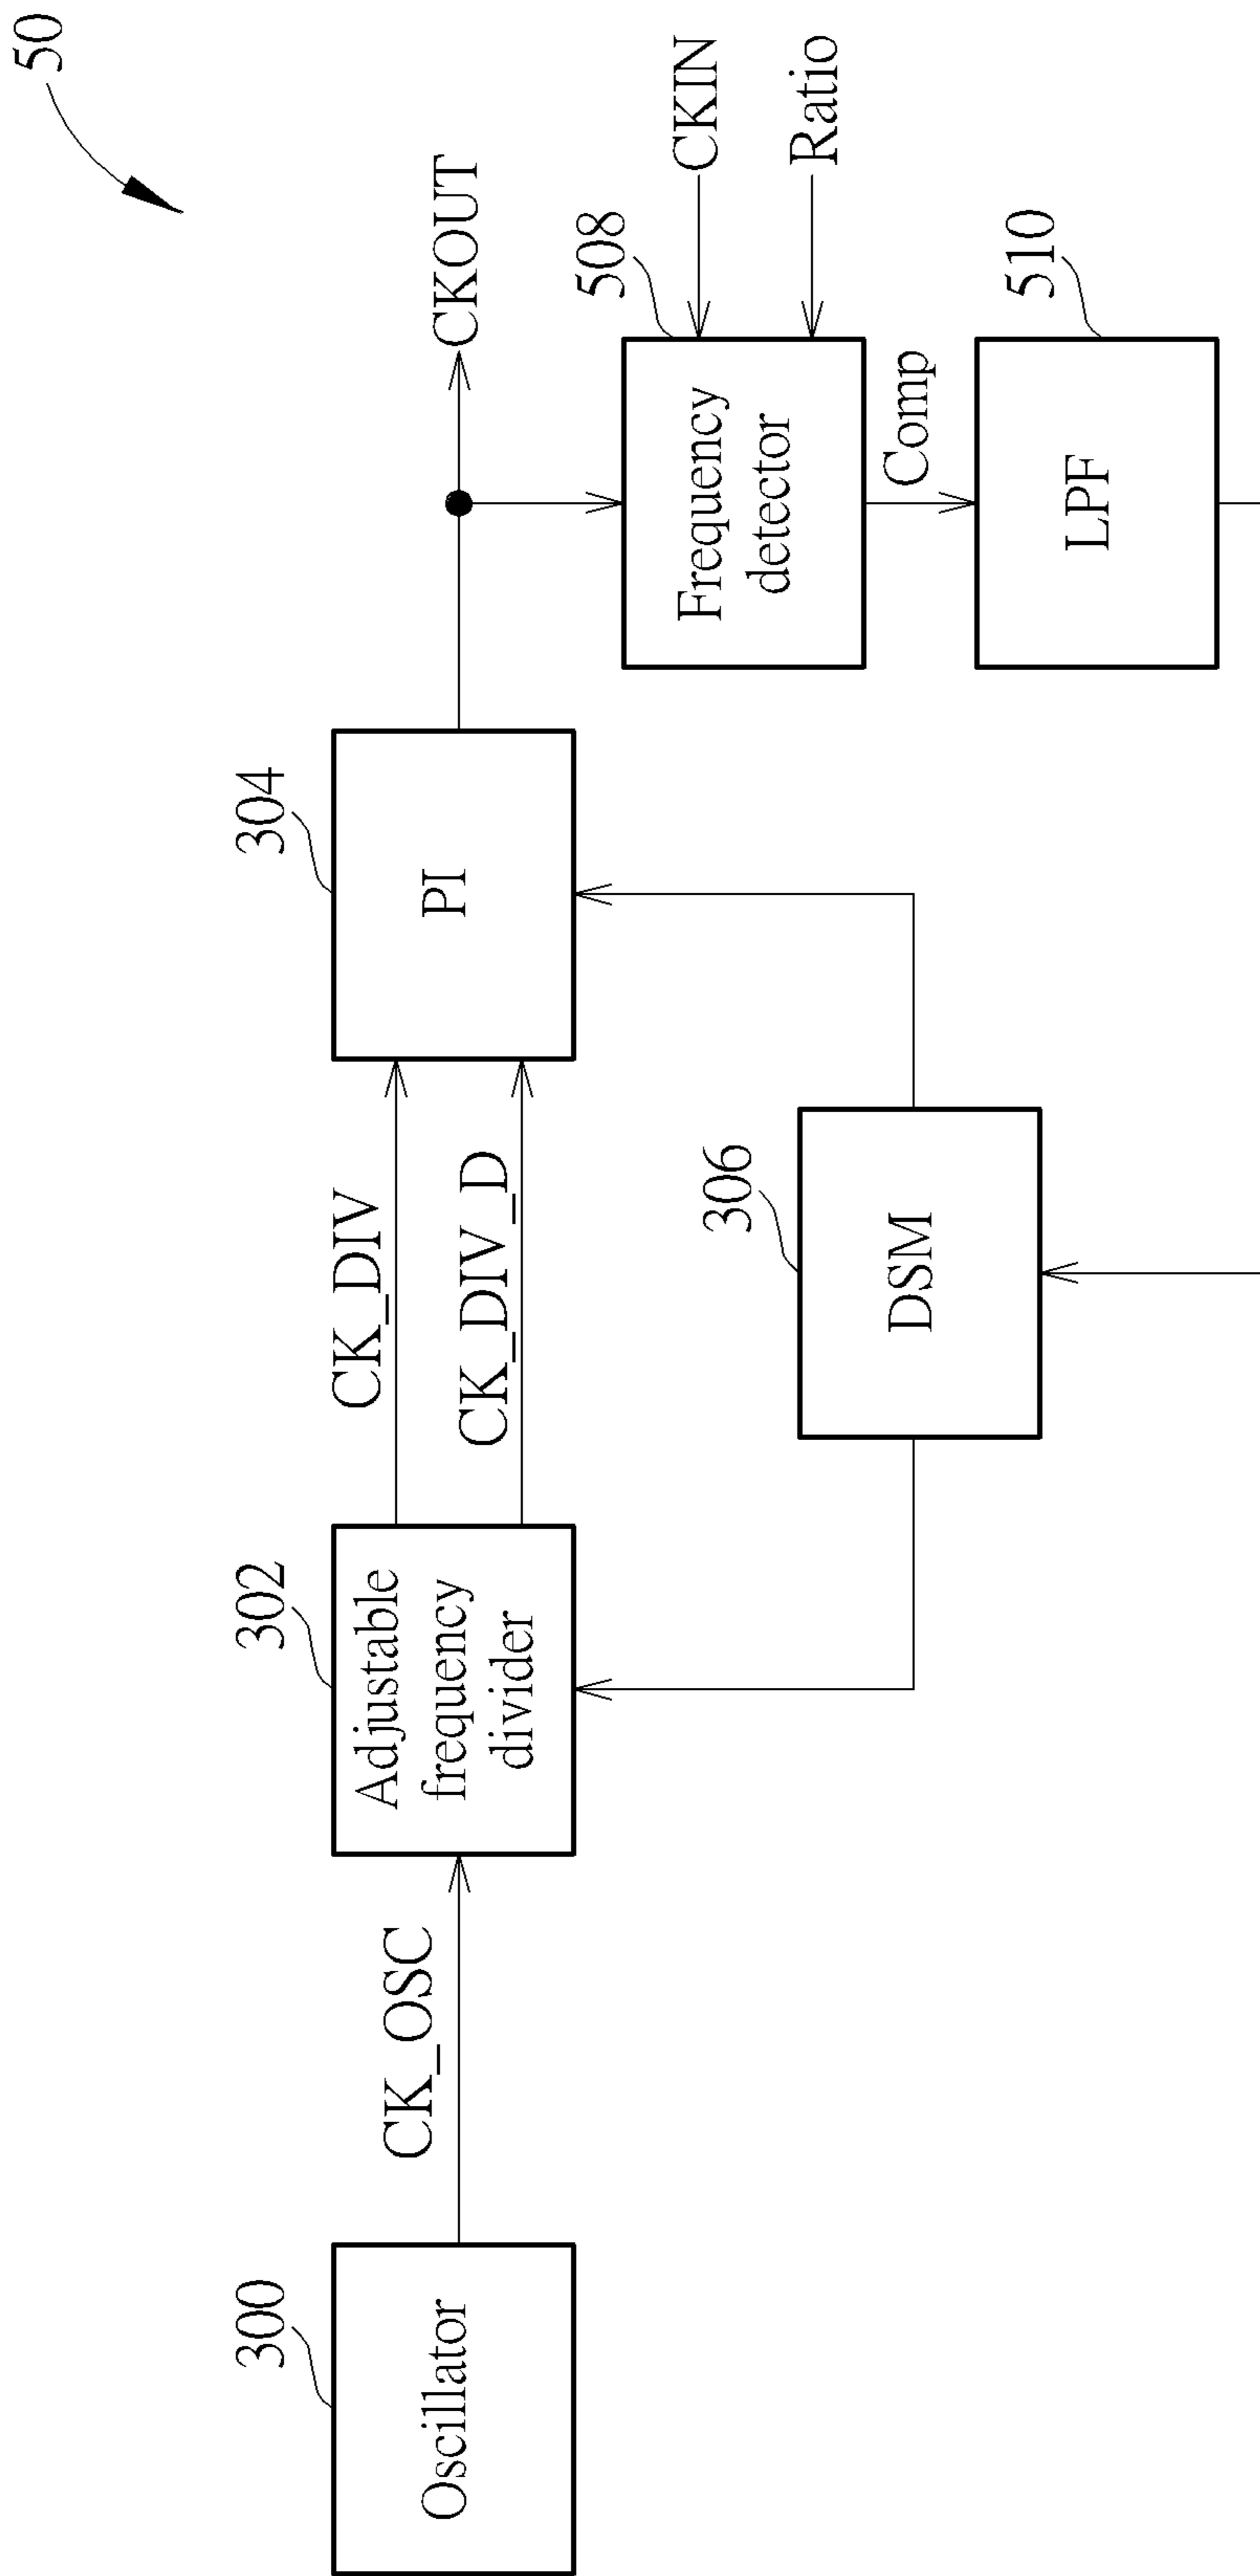 50
300
Oscillator
CK_OSC
302
Adjustable
frequency
divider
CK_DIV
CK_DIV_D
304
PI
CKOUT
306
DSM
508
Frequency
detector
CKIN
Ratio
Comp
510
LPF